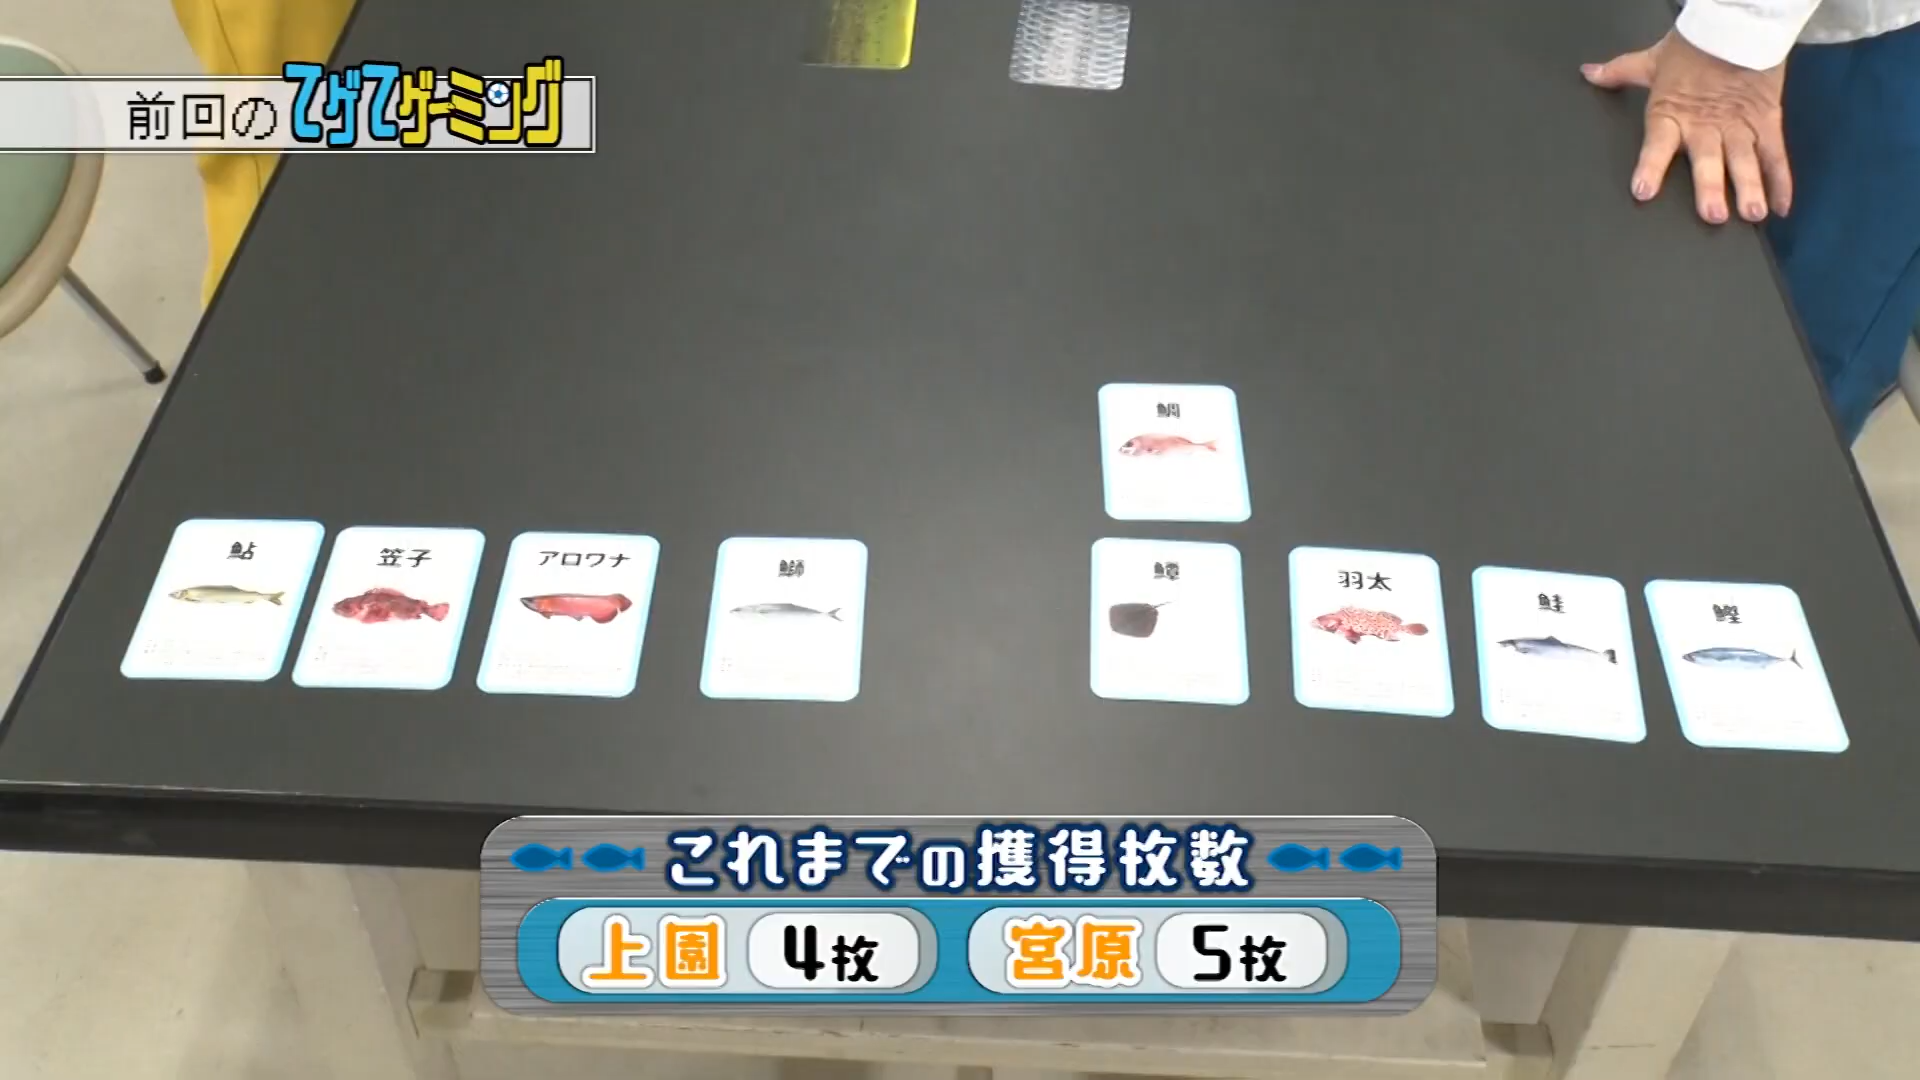 前回のてゲてゲーミング
鯛
鮎
笠子
アロワナ
鰤
鱏
羽太
鮭
鰹
これまでの獲得枚数
上園 4枚 宮原 5枚